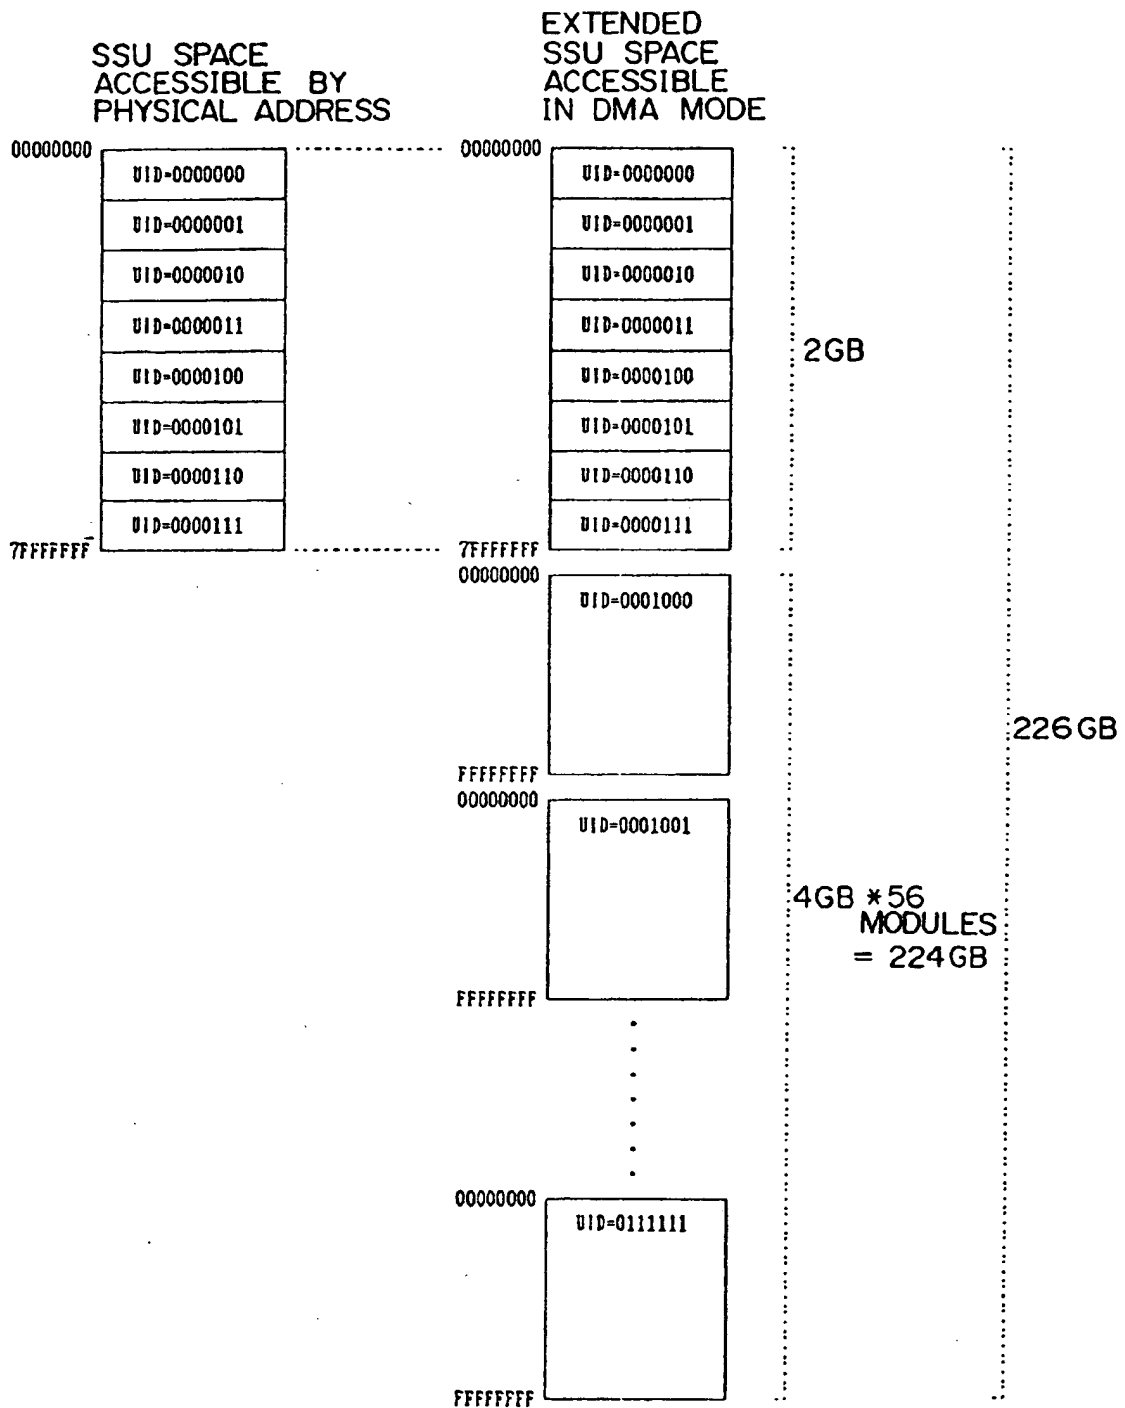 SSU SPACE
ACCESSIBLE BY
PHYSICAL ADDRESS
EXTENDED
SSU SPACE
ACCESSIBLE
IN DMA MODE
00000000
UID=0000000
UID=0000001
UID=0000010
UID=0000011
UID=0000100
UID=0000101
UID=0000110
UID=0000111
7FFFFFFF
00000000
UID=0000000
UID=0000001
UID=0000010
UID=0000011
UID=0000100
UID=0000101
UID=0000110
UID=0000111
7FFFFFFF
2GB
00000000
UID=0001000
FFFFFFFF
00000000
UID=0001001
FFFFFFFF
00000000
UID=0111111
FFFFFFFF
4GB *56
MODULES
= 224GB
226GB